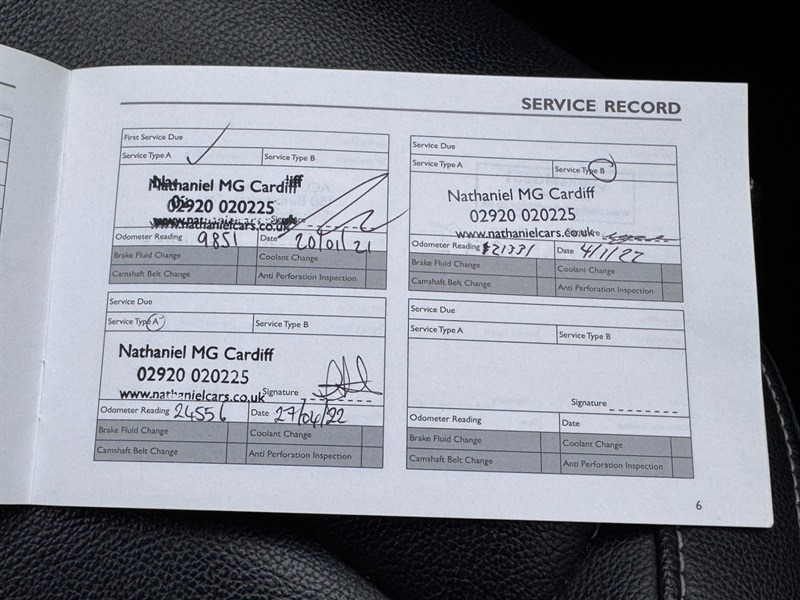 SERVICE RECORD
First Service Due
Service Type A ✓ Service Type B
Nathaniel MG Cardiff
02920 020225
www.nathanielcars.co.uk
Signature
Odometer Reading 9851 Date 20/01/21
Brake Fluid Change Coolant Change
Camshaft Belt Change Anti Perforation Inspection
Service Due
Service Type A Service Type B
Nathaniel MG Cardiff
02920 020225
www.nathanielcars.co.uk
Odometer Reading 21331 Date 4/1/22
Brake Fluid Change Coolant Change
Camshaft Belt Change Anti Perforation Inspection
Service Due
Service Type A Service Type B
Nathaniel MG Cardiff
02920 020225
www.nathanielcars.co.uk Signature
Odometer Reading 24556 Date 27/04/22
Brake Fluid Change Coolant Change
Camshaft Belt Change Anti Perforation Inspection
Service Due
Service Type A Service Type B
Signature
Odometer Reading Date
Brake Fluid Change Coolant Change
Camshaft Belt Change Anti Perforation Inspection
6